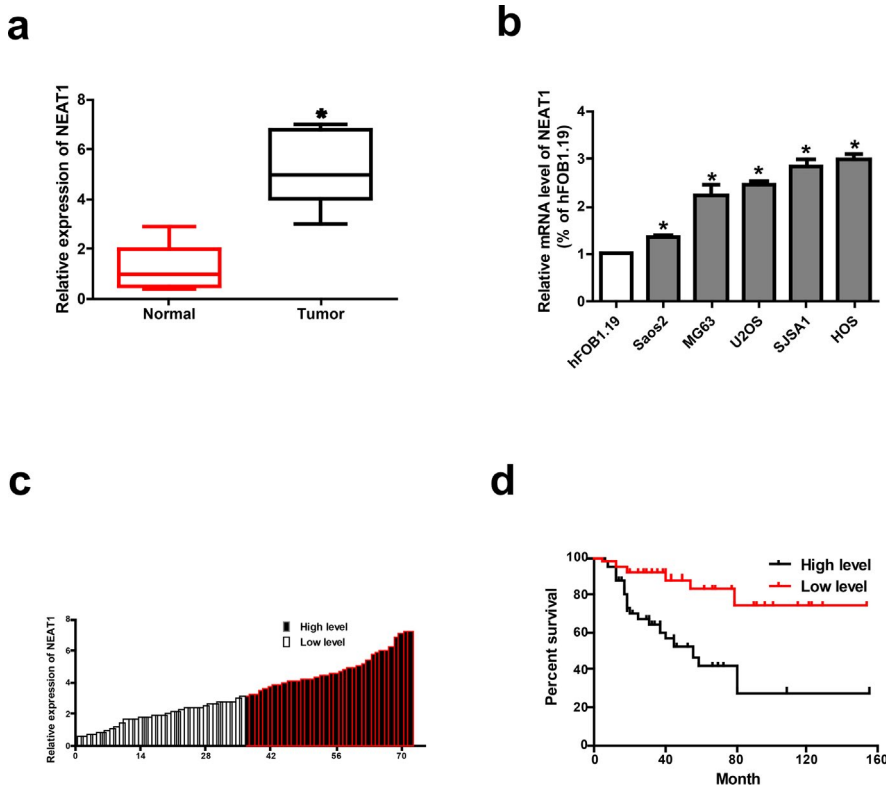 a
Relative expression of NEAT1
8
6
4
2
0
*
Normal
Tumor
b
Relative mRNA level of NEAT1
(% of hFOB1.19)
4
3
2
1
0
* * * * *
hFOB1.19
Saos2
MG63
U2OS
SJSA1
HOS
c
Relative expression of NEAT1
8
6
4
2
0
High level
Low level
0 14 28 42 56 70
d
Percent survival
100
80
60
40
20
0
High level
Low level
0 40 80 120 160
Month